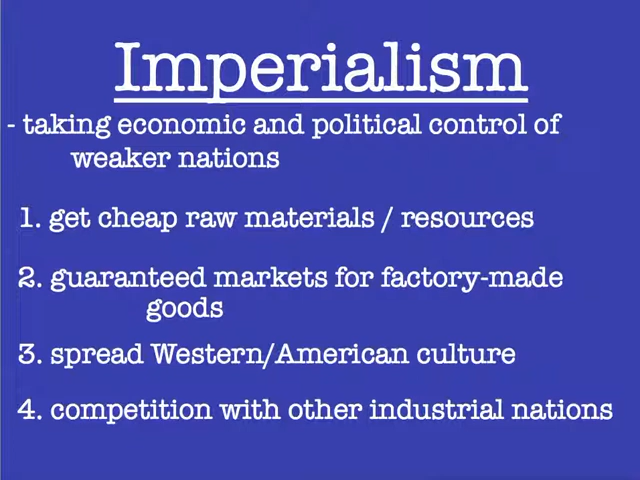 Imperialism
- taking economic and political control of
weaker nations
1. get cheap raw materials / resources
2. guaranteed markets for factory-made
goods
3. spread Western/American culture
4. competition with other industrial nations